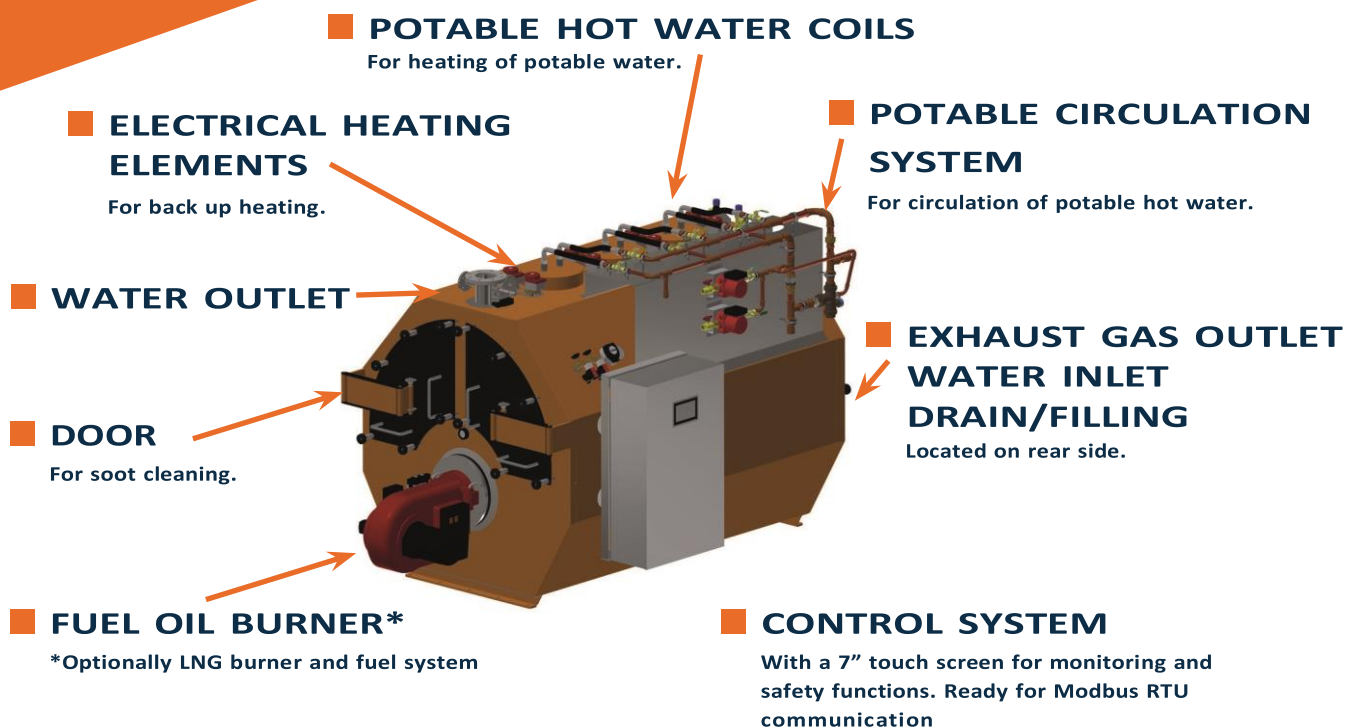 POTABLE HOT WATER COILS
For heating of potable water.
ELECTRICAL HEATING
ELEMENTS
For back up heating.
POTABLE CIRCULATION
SYSTEM
For circulation of potable hot water.
WATER OUTLET
EXHAUST GAS OUTLET
WATER INLET
DRAIN/FILLING
Located on rear side.
DOOR
For soot cleaning.
FUEL OIL BURNER*
*Optionally LNG burner and fuel system
CONTROL SYSTEM
With a 7” touch screen for monitoring and
safety functions. Ready for Modbus RTU
communication